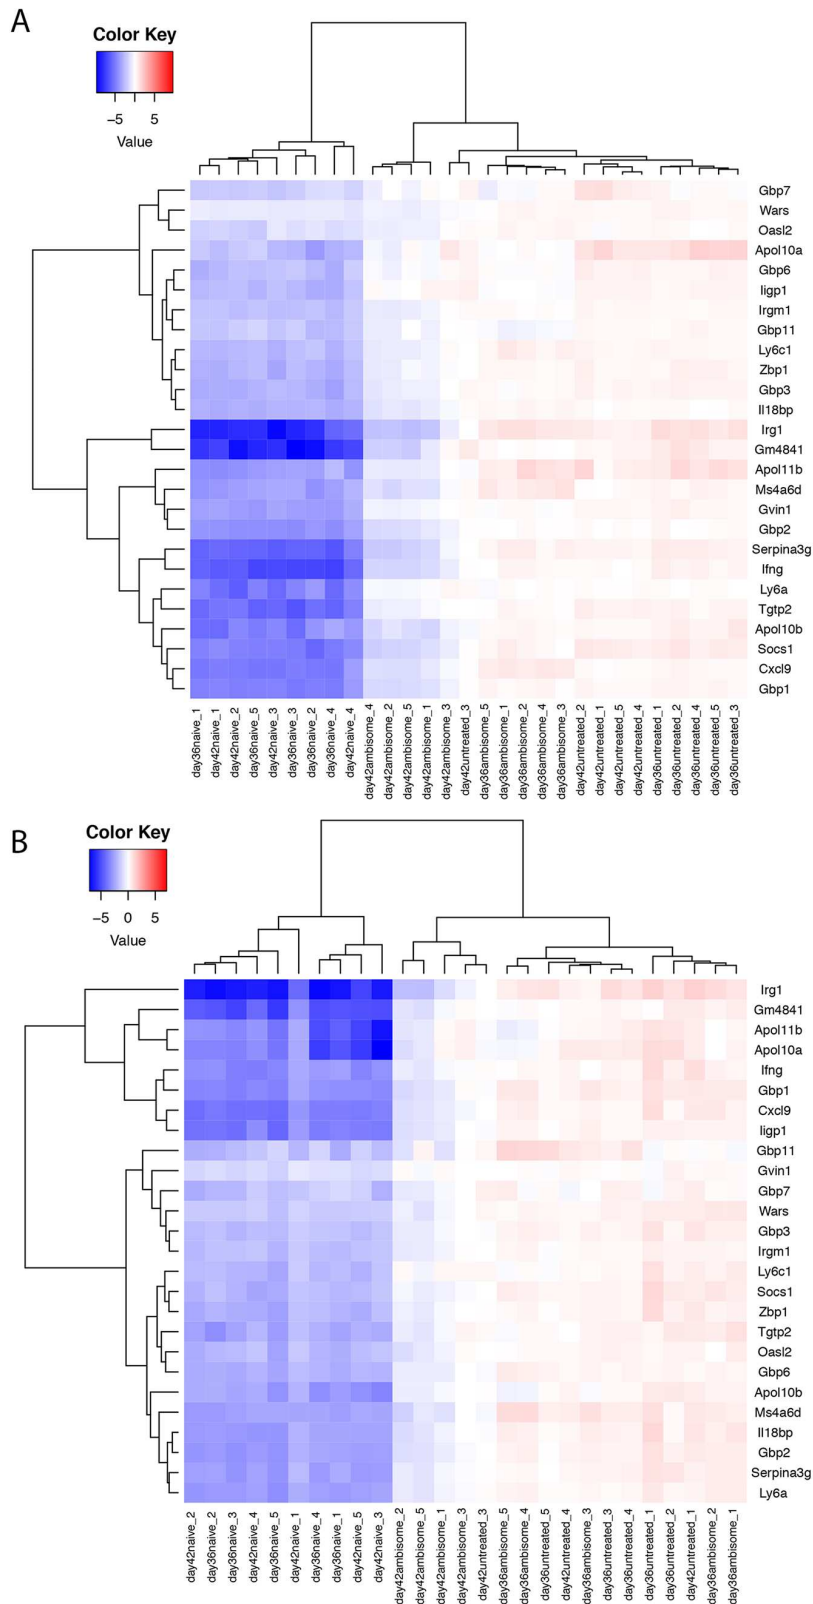 A
Color Key
−5 5
Value
Gbp7
Wars
Oasl2
Apol10a
Gbp6
Iigp1
Irgm1
Gbp11
Ly6c1
Zbp1
Gbp3
Il18bp
Irg1
Gm4841
Apol11b
Ms4a6d
Gvin1
Gbp2
Serpina3g
Ifng
Ly6a
Tgtp2
Apol10b
Socs1
Cxcl9
Gbp1
day36naive_1
day42naive_1
day42naive_2
day36naive_5
day42naive_3
day36naive_3
day36naive_2
day36naive_4
day42naive_4
day42ambisome_4
day42ambisome_2
day42ambisome_5
day42ambisome_1
day42ambisome_3
day42untreated_3
day36ambisome_5
day36ambisome_1
day36ambisome_2
day36ambisome_4
day36ambisome_3
day42untreated_2
day42untreated_1
day42untreated_5
day42untreated_4
day36untreated_1
day36untreated_2
day36untreated_4
day36untreated_5
day36untreated_3
B
Color Key
−5 0 5
Value
Irg1
Gm4841
Apol11b
Apol10a
Ifng
Gbp1
Cxcl9
Iigp1
Gbp11
Gvin1
Gbp7
Wars
Gbp3
Irgm1
Ly6c1
Socs1
Zbp1
Tgtp2
Oasl2
Gbp6
Apol10b
Ms4a6d
Il18bp
Gbp2
Serpina3g
Ly6a
day42naive_2
day36naive_2
day36naive_3
day42naive_4
day36naive_5
day42naive_1
day36naive_4
day36naive_1
day42naive_5
day42naive_3
day42ambisome_2
day42ambisome_5
day42ambisome_1
day42ambisome_3
day42untreated_3
day36ambisome_5
day36ambisome_4
day36untreated_5
day42untreated_4
day36ambisome_3
day36untreated_3
day36untreated_4
day36untreated_1
day36untreated_2
day42untreated_1
day36ambisome_2
day36ambisome_1